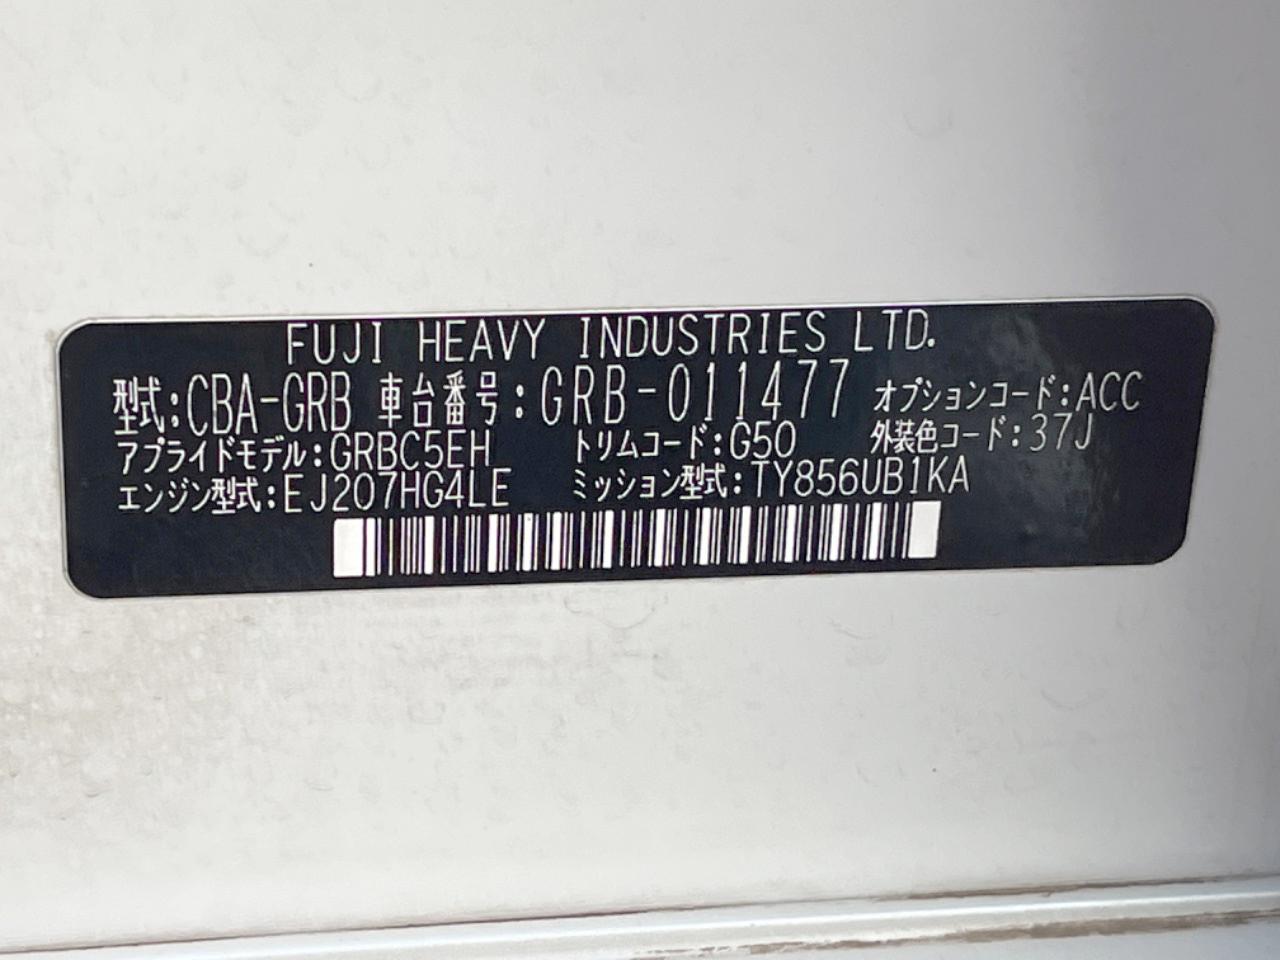 FUJI HEAVY INDUSTRIES LTD.
型式:CBA-GRB 車台番号:GRB-011477 オプションコード:ACC
アプライドモデル:GRBC5EH トリムコード:G50 外装色コード:37J
エンジン型式:EJ207HG4LE ミッション型式:TY856UB1KA